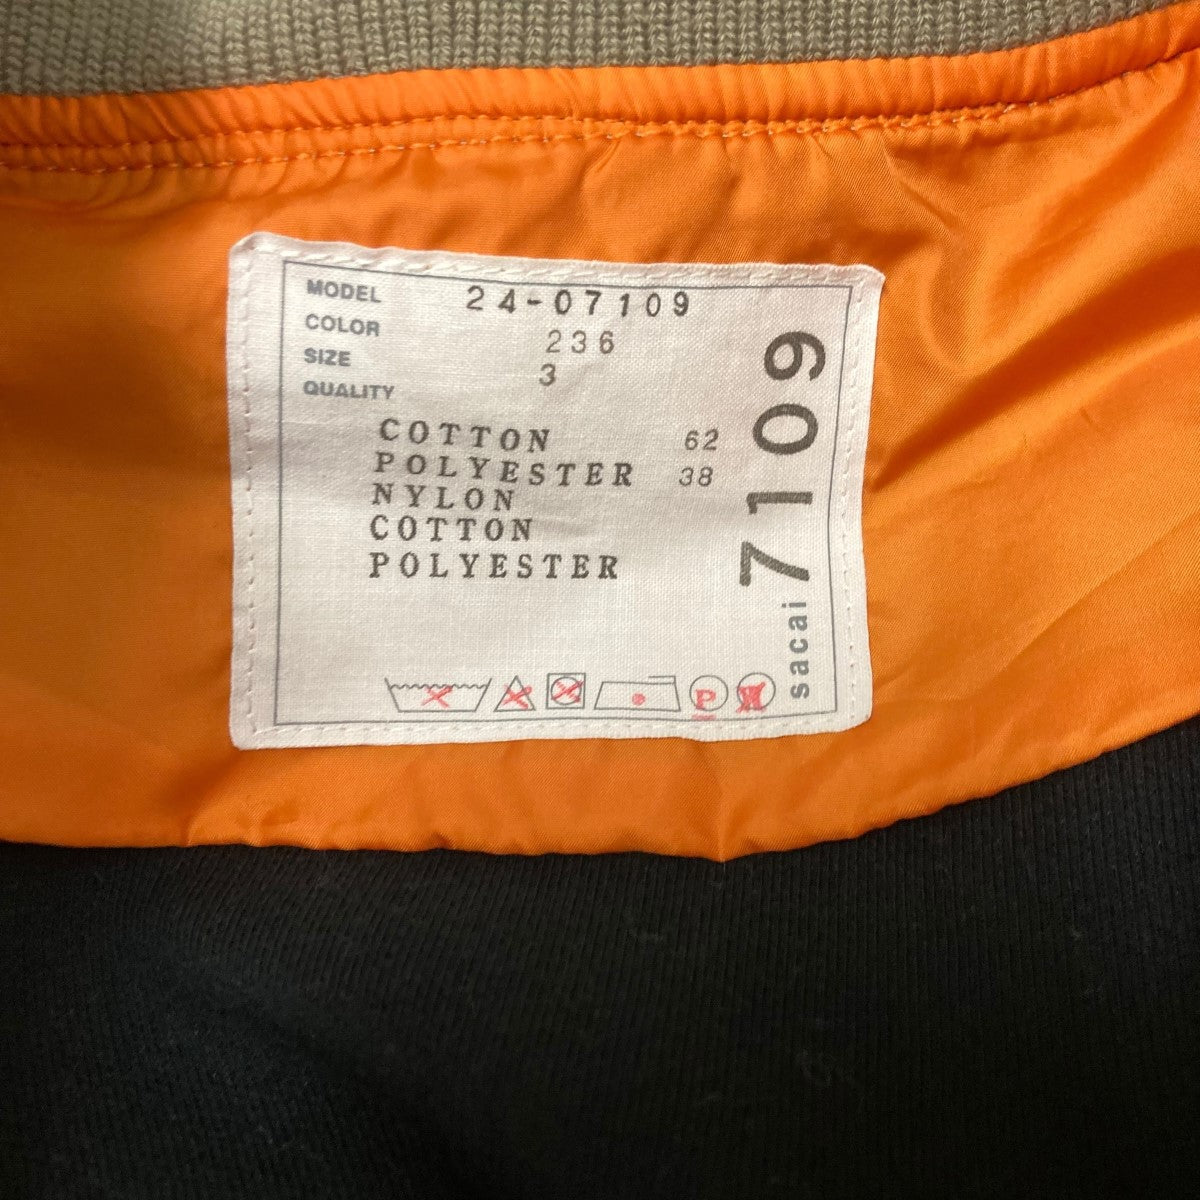 MODEL 24-07109
COLOR 236
SIZE 3
QUALITY
COTTON 62
POLYESTER 38
NYLON
COTTON
POLYESTER
P
sacai 7109